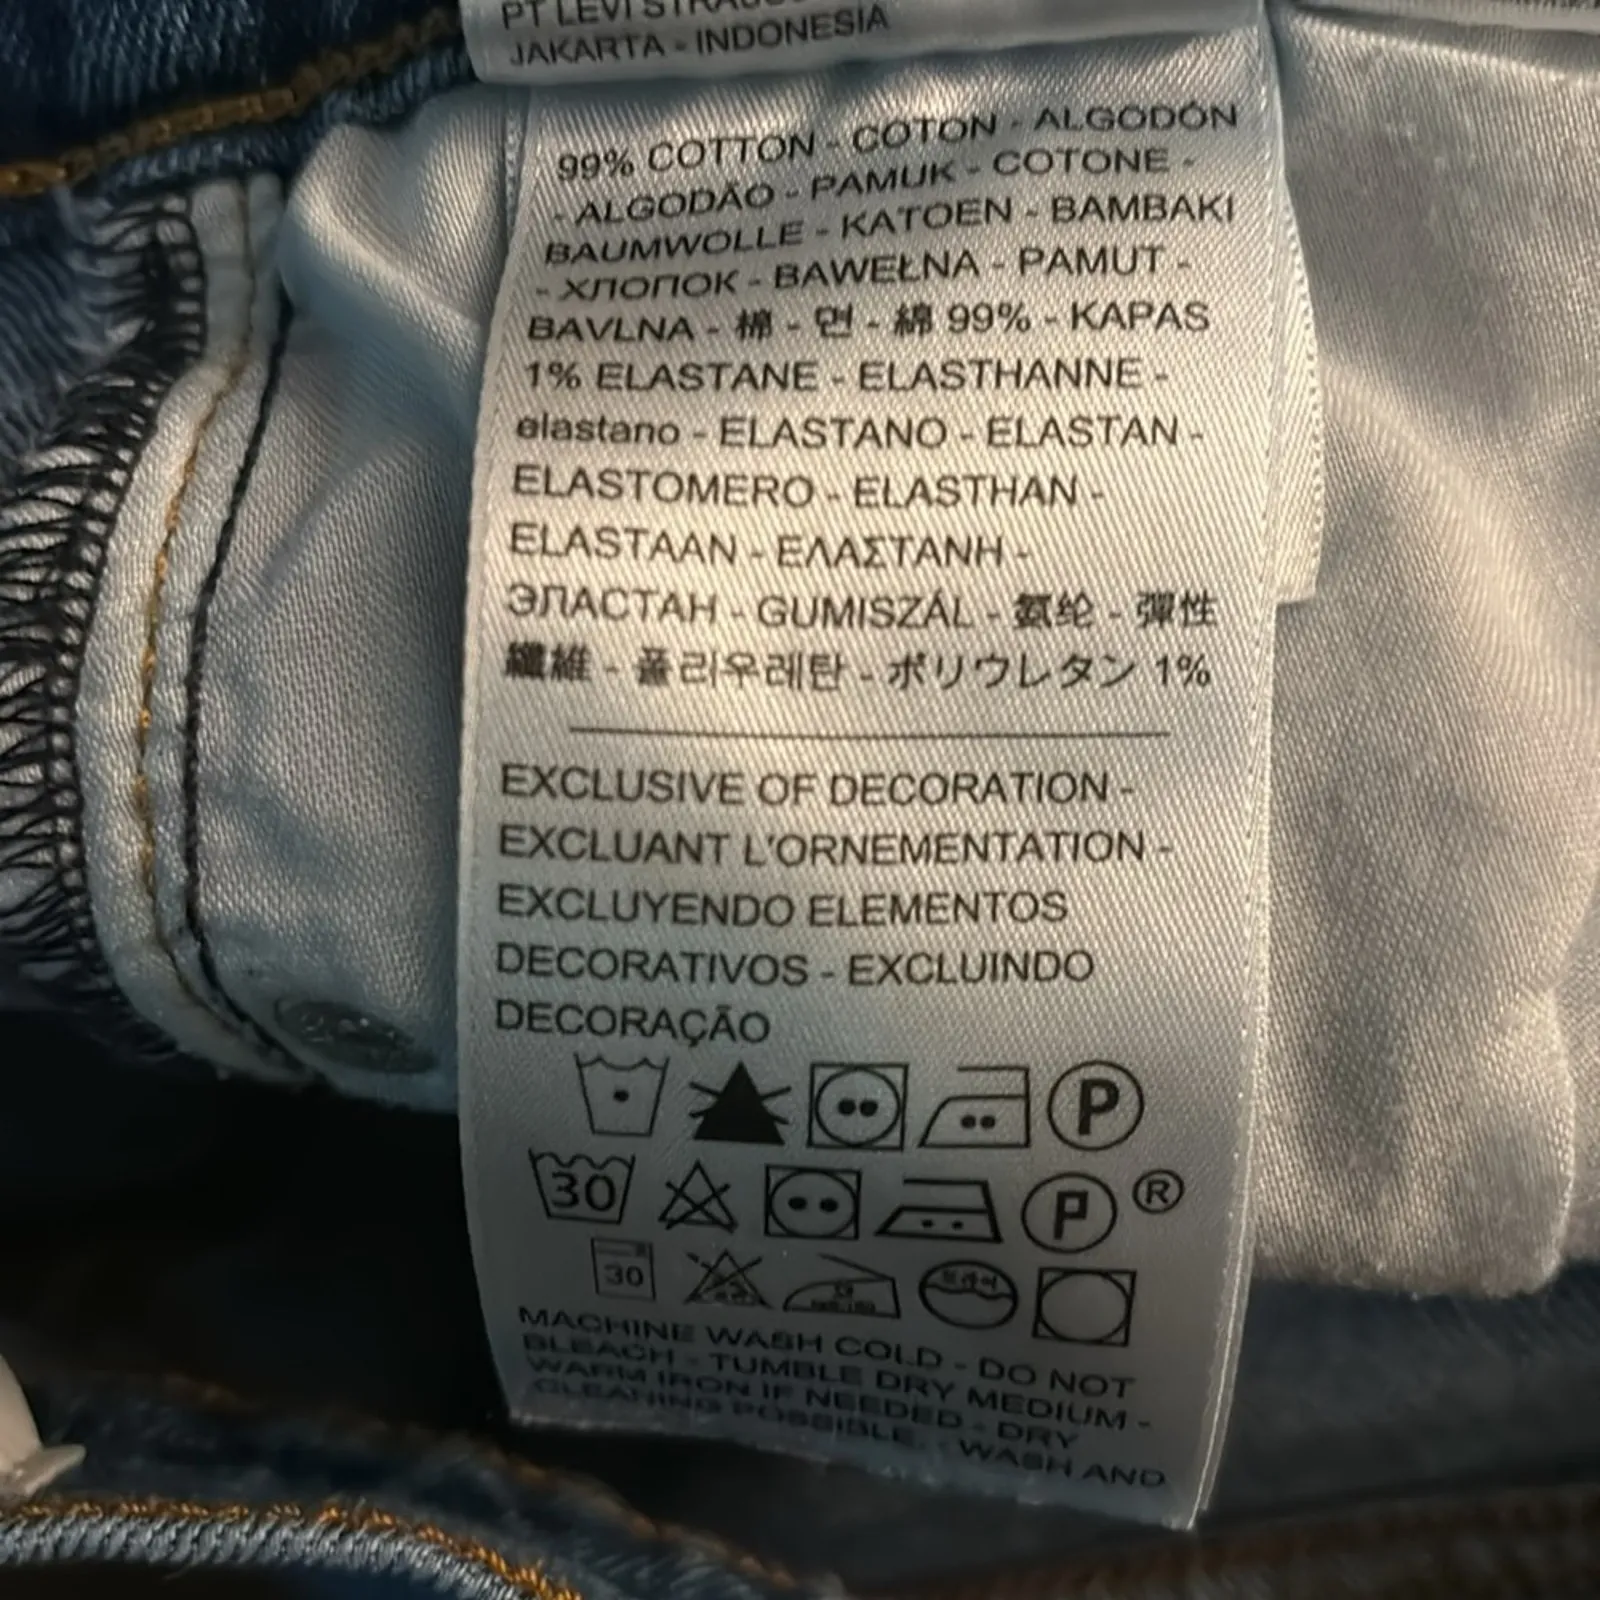 PT LEVI STRAUSS
JAKARTA - INDONESIA
99% COTTON - COTON - ALGODÓN
- ALGODÃO - PAMUK - COTONE -
BAUMWOLLE - KATOEN - BAMBAKI
- ХЛОПОК - BAWEŁNA - PAMUT -
BAVLNA - 棉 - 면 - 綿 99% - KAPAS
1% ELASTANE - ELASTHANNE -
elastano - ELASTANO - ELASTAN -
ELASTOMERO - ELASTHAN -
ELASTAAN - ΕΛΑΣΤΑΝΗ -
ЭЛАСТАН - GUMISZÁL - 氨纶 - 彈性
纖維 - 폴리우레탄 - ポリウレタン 1%
EXCLUSIVE OF DECORATION -
EXCLUANT L'ORNEMENTATION -
EXCLUYENDO ELEMENTOS
DECORATIVOS - EXCLUINDO
DECORAÇÃO
P
30 P ®
30
MACHINE WASH COLD - DO NOT
BLEACH - TUMBLE DRY MEDIUM -
WARM IRON IF NEEDED - DRY
CLEANING POSSIBLE. - WASH AND